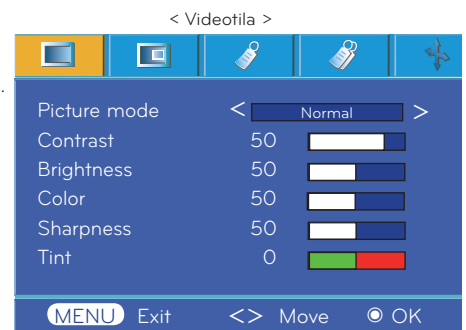 < Videotila >
.
Picture mode < Normal >
Contrast 50
Brightness 50
Color 50
Sharpness 50
Tint 0
MENU Exit <> Move ◉ OK